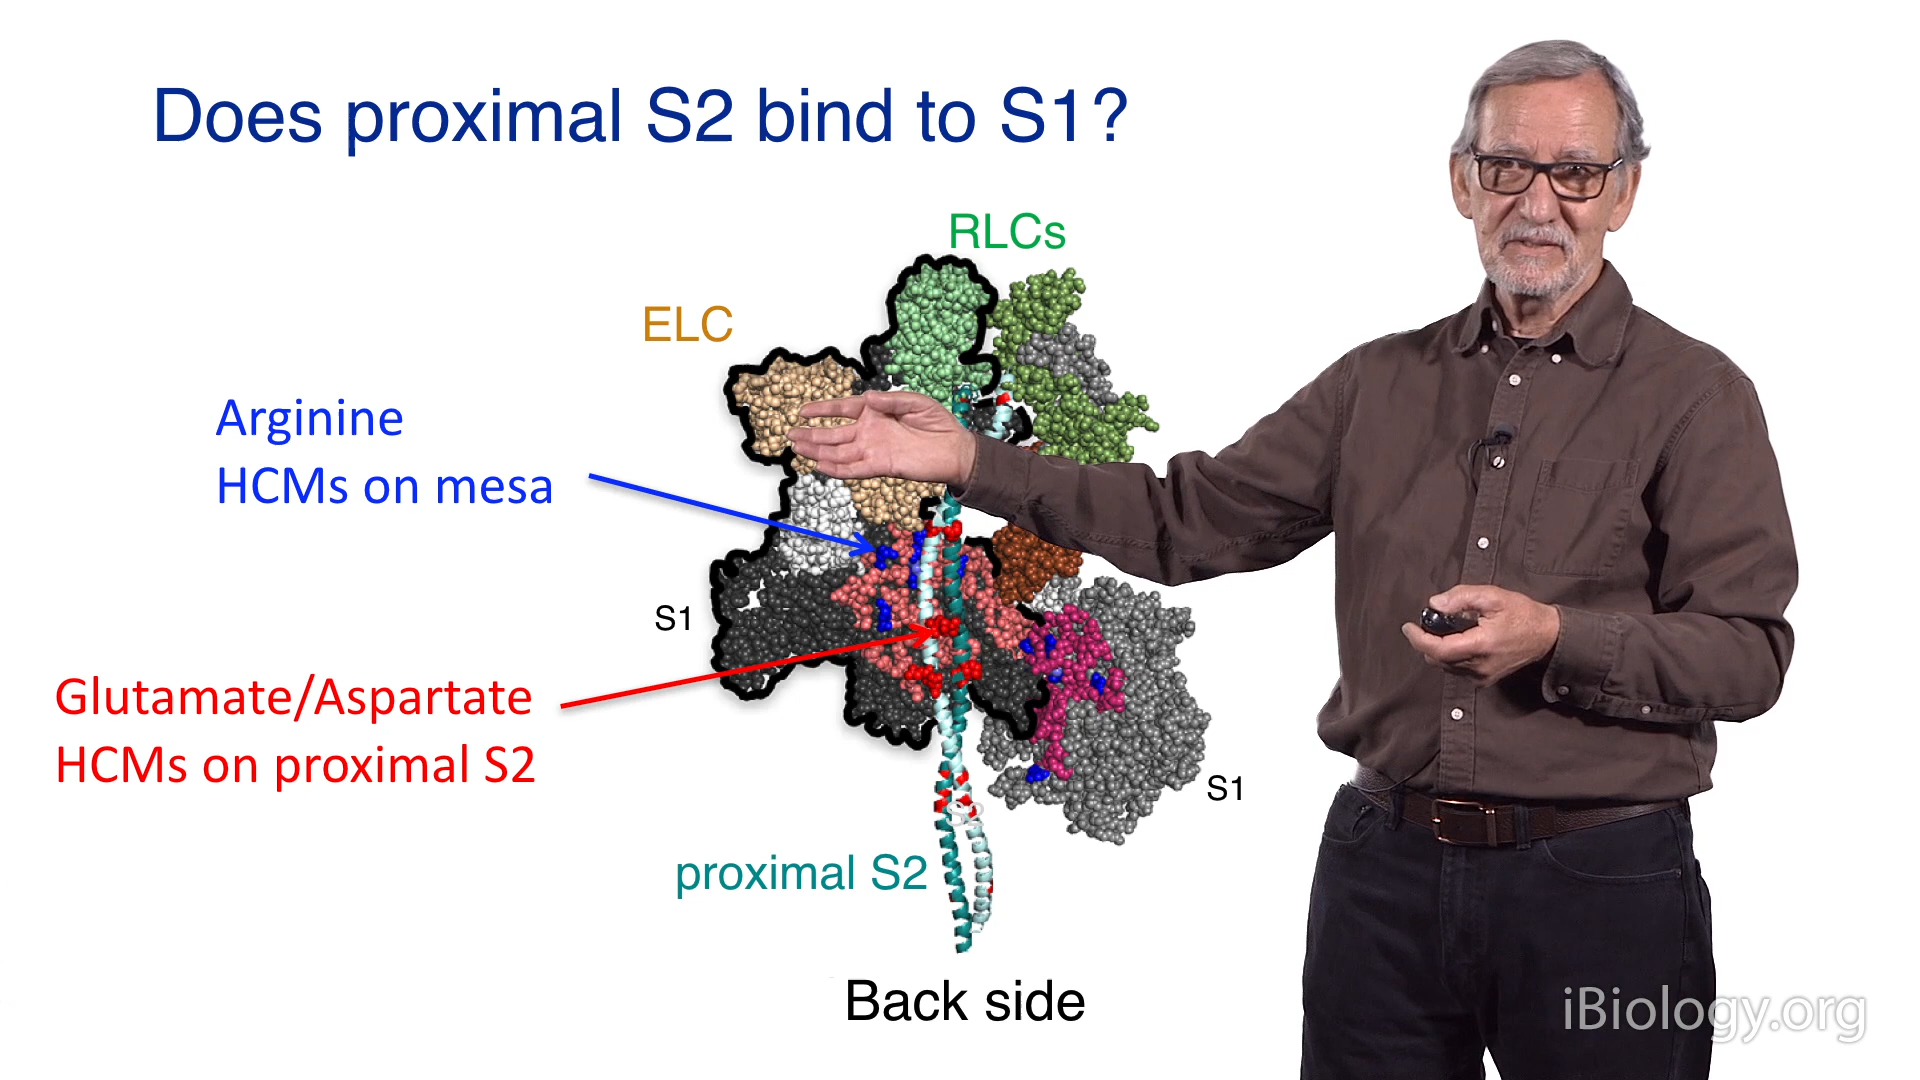 Does proximal S2 bind to S1?
RLCs
ELC
Arginine
HCMs on mesa
S1
Glutamate/Aspartate
HCMs on proximal S2
S1
proximal S2
Back side
iBiology.org